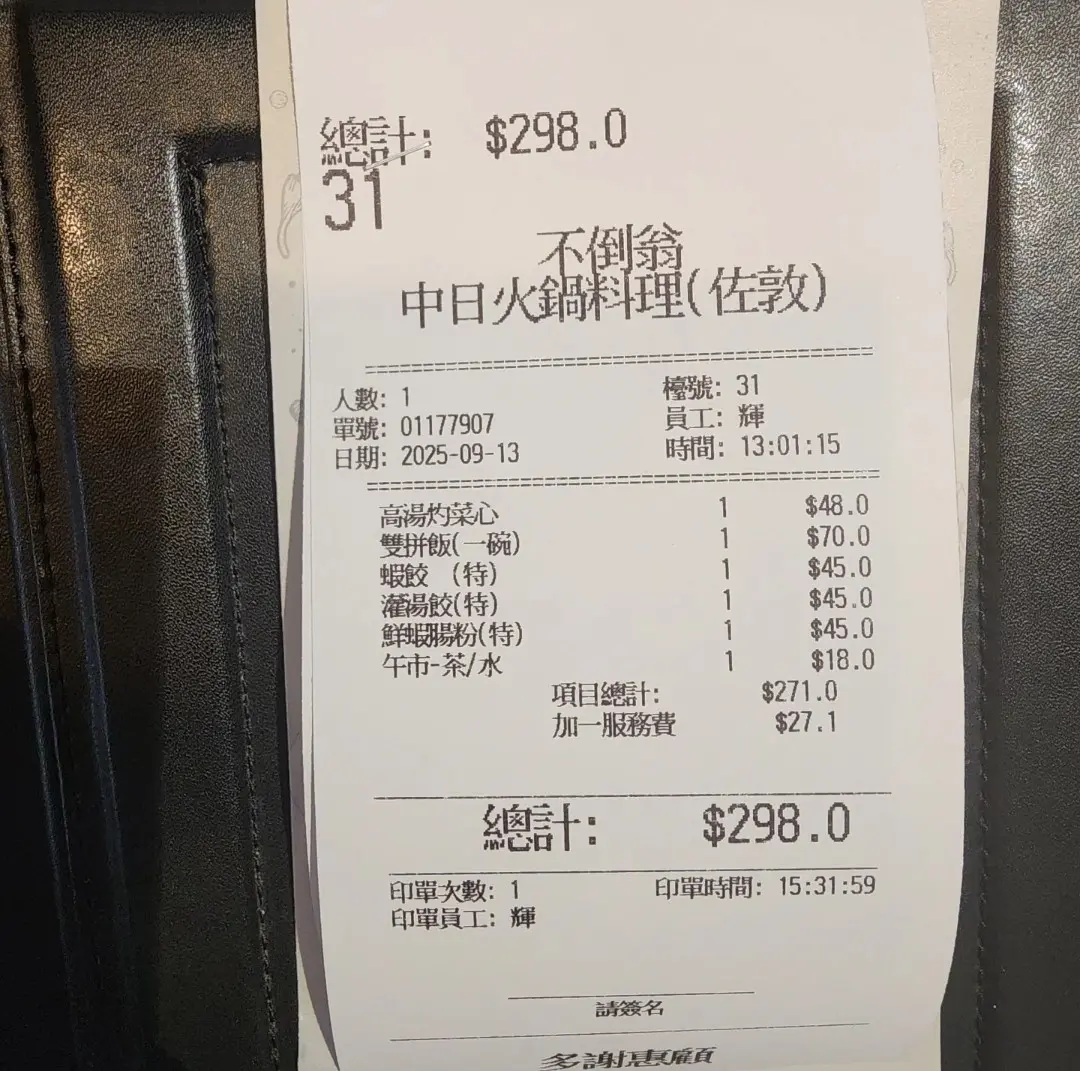 總計: $298.0
31
不倒翁
中日火鍋料理(佐敦)
人數: 1 檯號: 31
單號: 01177907 員工: 輝
日期: 2025-09-13 時間: 13:01:15
高湯灼菜心 1 $48.0
雙拼飯(一碗) 1 $70.0
蝦餃 (特) 1 $45.0
灌湯餃(特) 1 $45.0
鮮蝦腸粉(特) 1 $45.0
午市-茶/水 1 $18.0
項目總計: $271.0
加一服務費 $27.1
總計: $298.0
印單次數: 1 印單時間: 15:31:59
印單員工: 輝
請簽名
多謝惠顧